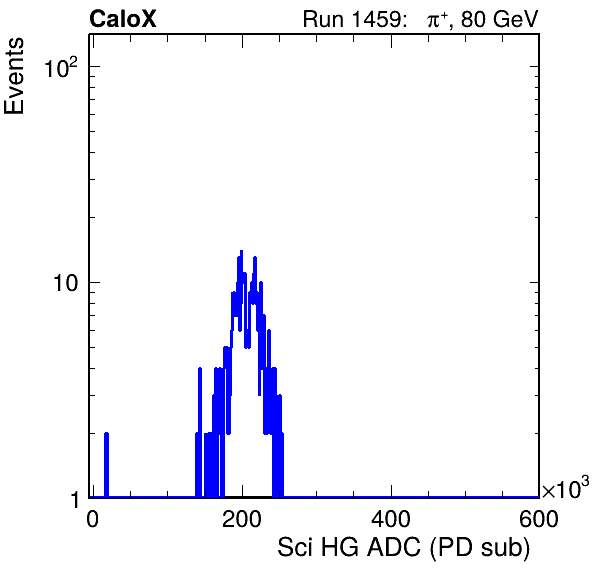 CaloX Run 1459: π⁺, 80 GeV
Events
10²
10
1
0 200 400 600
×10³
Sci HG ADC (PD sub)